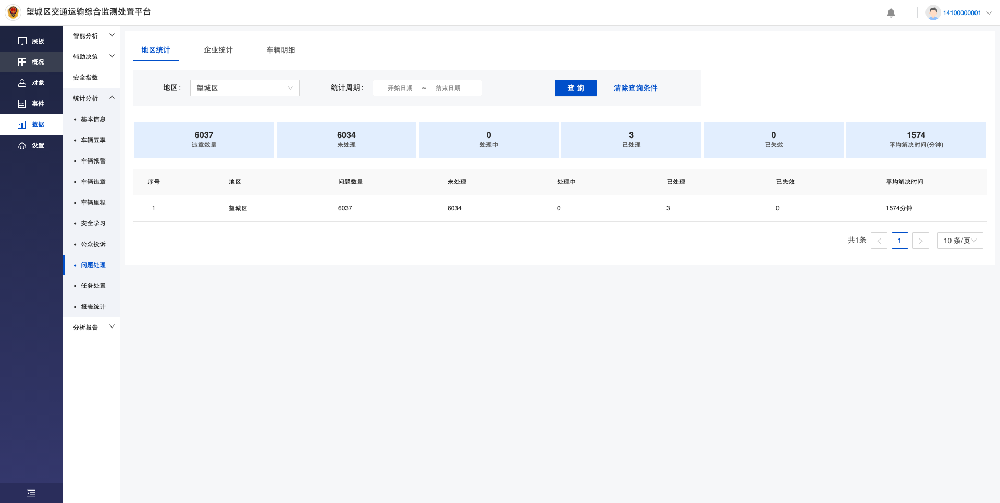 望城区交通运输综合监测处置平台
14100000001
展板
概况
对象
事件
数据
设置
智能分析
辅助决策
安全指数
统计分析
基本信息
车辆五率
车辆报警
车辆违章
车辆里程
安全学习
公众投诉
问题处理
任务处置
报表统计
分析报告
地区统计 企业统计 车辆明细
地区： 望城区 统计周期： 开始日期 ~ 结束日期 查 询 清除查询条件
6037 6034 0 3 0 1574
违章数量 未处理 处理中 已处理 已失效 平均解决时间(分钟)
序号 地区 问题数量 未处理 处理中 已处理 已失效 平均解决时间
1 望城区 6037 6034 0 3 0 1574分钟
共1条 < 1 > 10 条/页